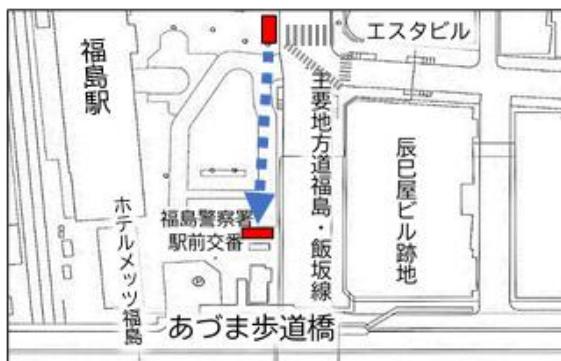 エスタビル
福島駅
主要地方道福島・飯坂線
辰巳屋ビル跡地
福島警察署
駅前交番
ホテルメッツ福島
あづま歩道橋